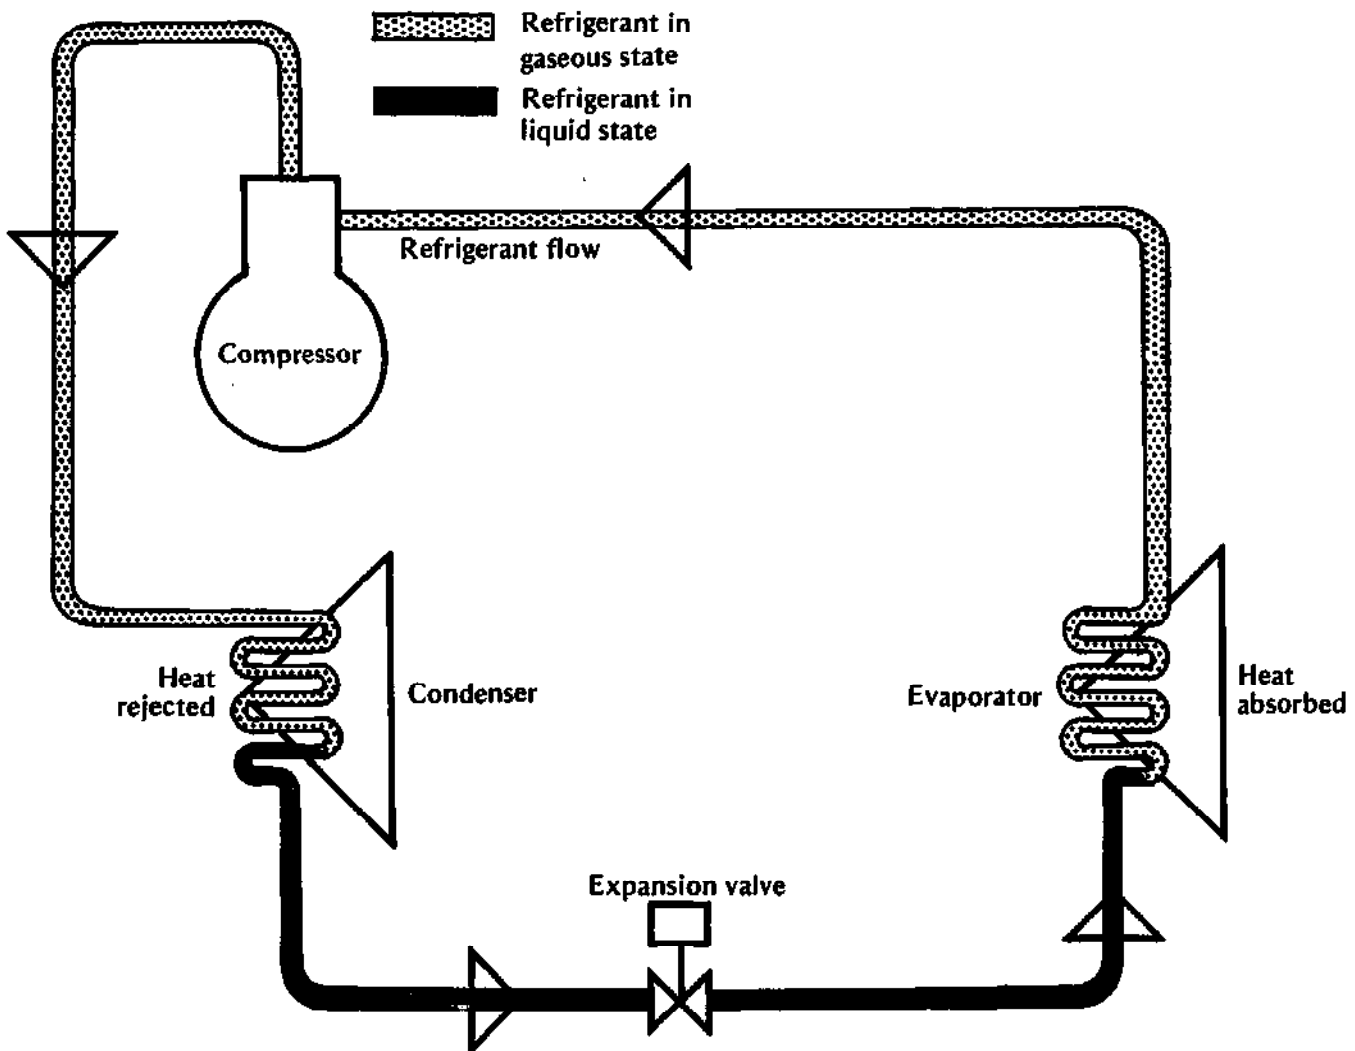 Refrigerant in
gaseous state
Refrigerant in
liquid state
Refrigerant flow
Compressor
Heat
rejected
Condenser
Evaporator
Heat
absorbed
Expansion valve